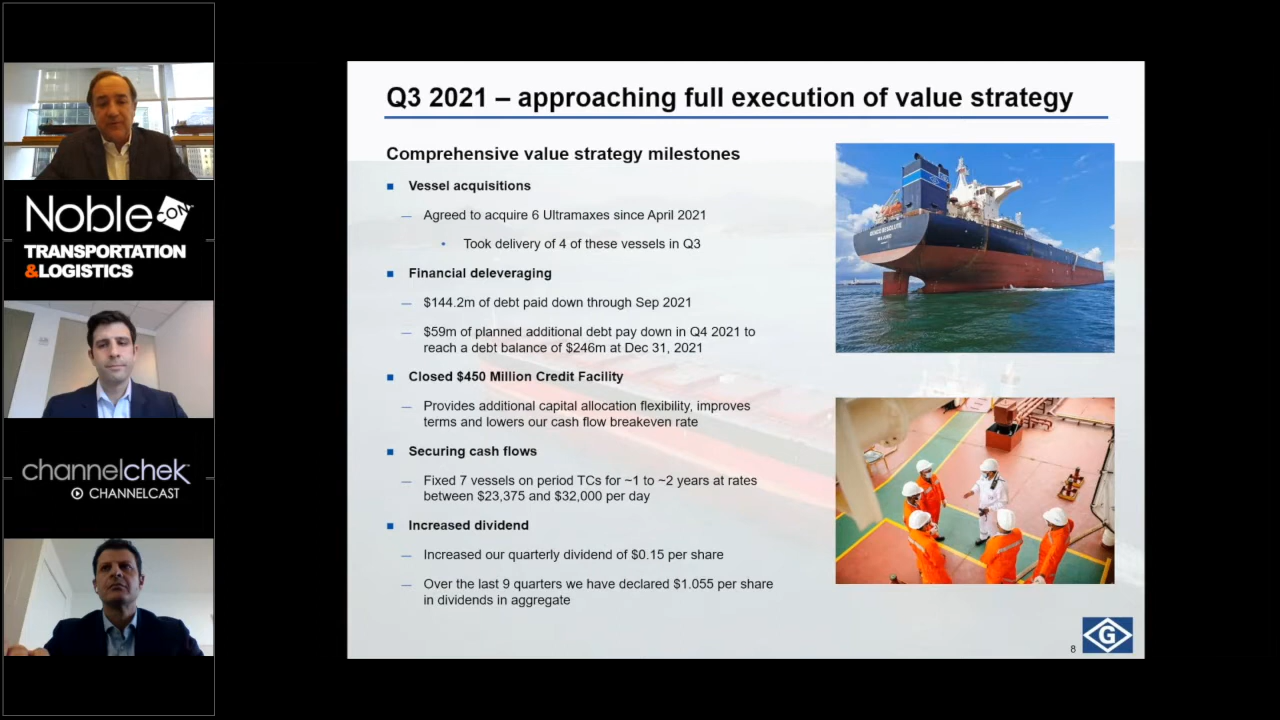 Noble
CON
TRANSPORTATION
&LOGISTICS
channelchek
CHANNELCAST
Q3 2021 – approaching full execution of value strategy
Comprehensive value strategy milestones
Vessel acquisitions
Agreed to acquire 6 Ultramaxes since April 2021
Took delivery of 4 of these vessels in Q3
Financial deleveraging
$144.2m of debt paid down through Sep 2021
$59m of planned additional debt pay down in Q4 2021 to
reach a debt balance of $246m at Dec 31, 2021
Closed $450 Million Credit Facility
Provides additional capital allocation flexibility, improves
terms and lowers our cash flow breakeven rate
Securing cash flows
Fixed 7 vessels on period TCs for ~1 to ~2 years at rates
between $23,375 and $32,000 per day
Increased dividend
Increased our quarterly dividend of $0.15 per share
Over the last 9 quarters we have declared $1.055 per share
in dividends in aggregate
8
G